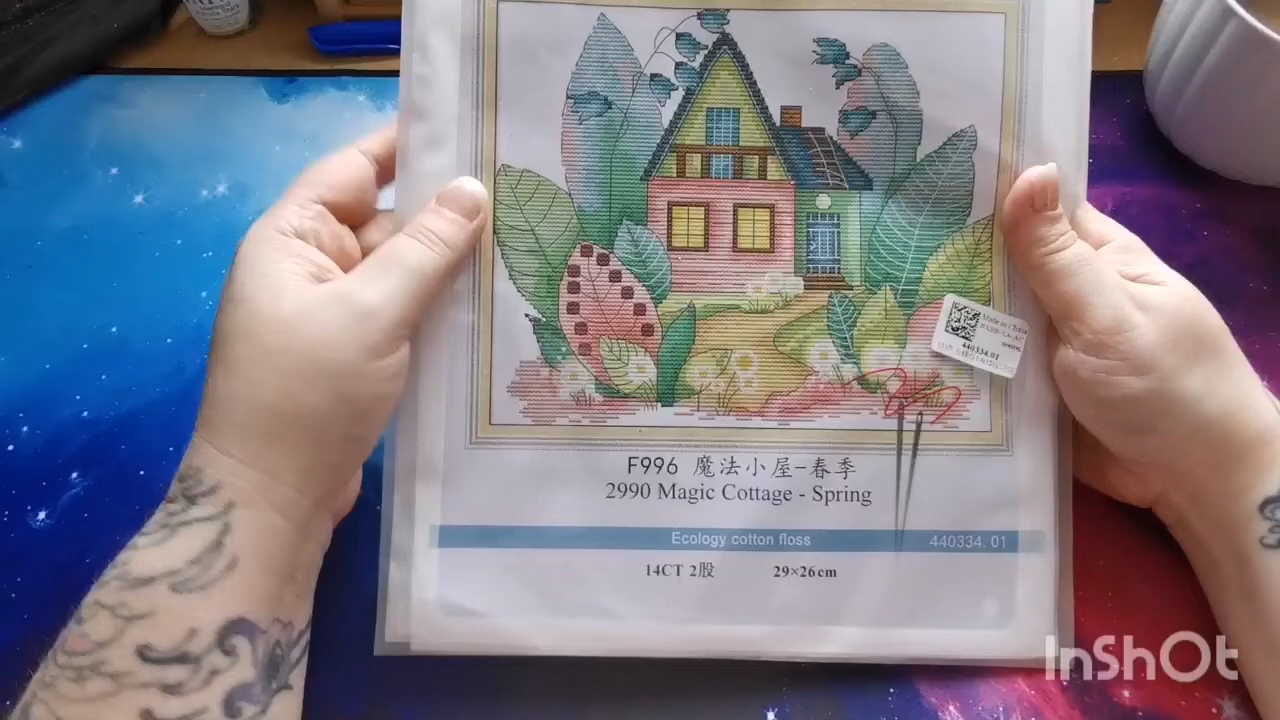 Made in China
440334.01
F996 魔法小屋-春季
2990 Magic Cottage - Spring
Ecology cotton floss 440334. 01
14CT 2股 29×26cm
InShOt